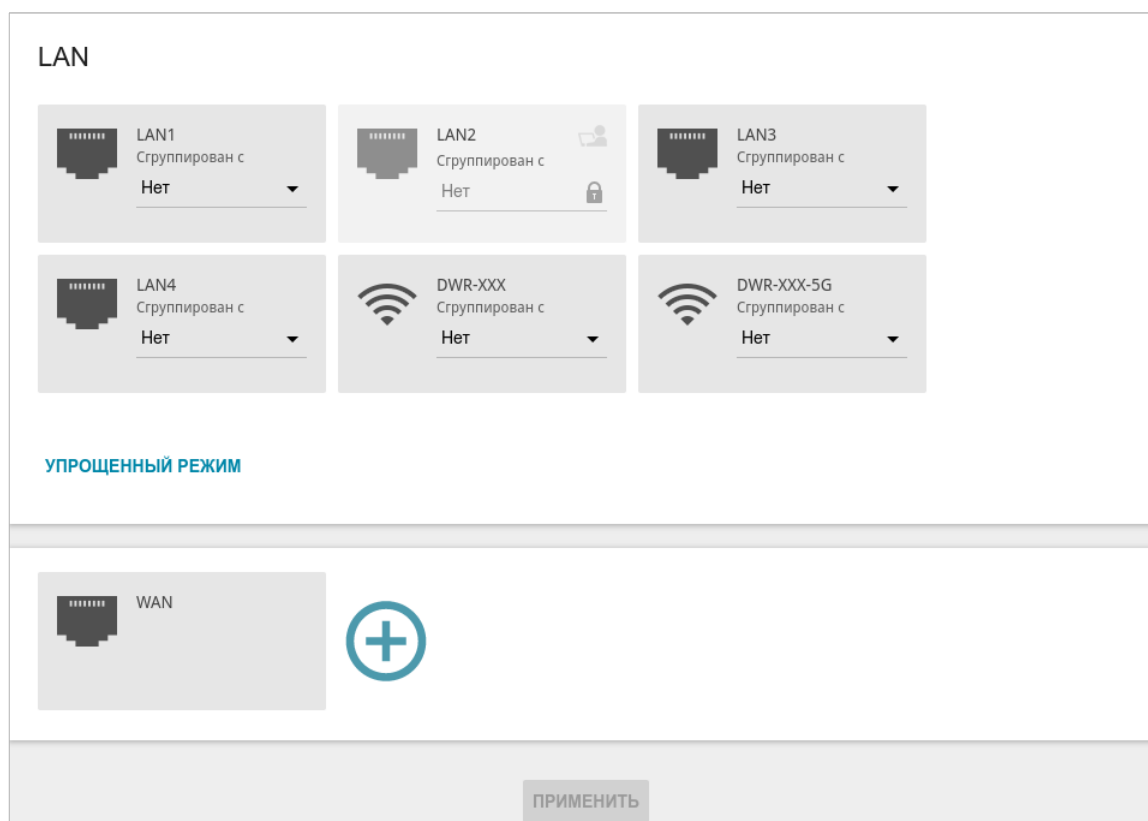 LAN
LAN1
Сгруппирован с
Нет
LAN2
Сгруппирован с
Нет
LAN3
Сгруппирован с
Нет
LAN4
Сгруппирован с
Нет
DWR-XXX
Сгруппирован с
Нет
DWR-XXX-5G
Сгруппирован с
Нет
УПРОЩЕННЫЙ РЕЖИМ
WAN
ПРИМЕНИТЬ